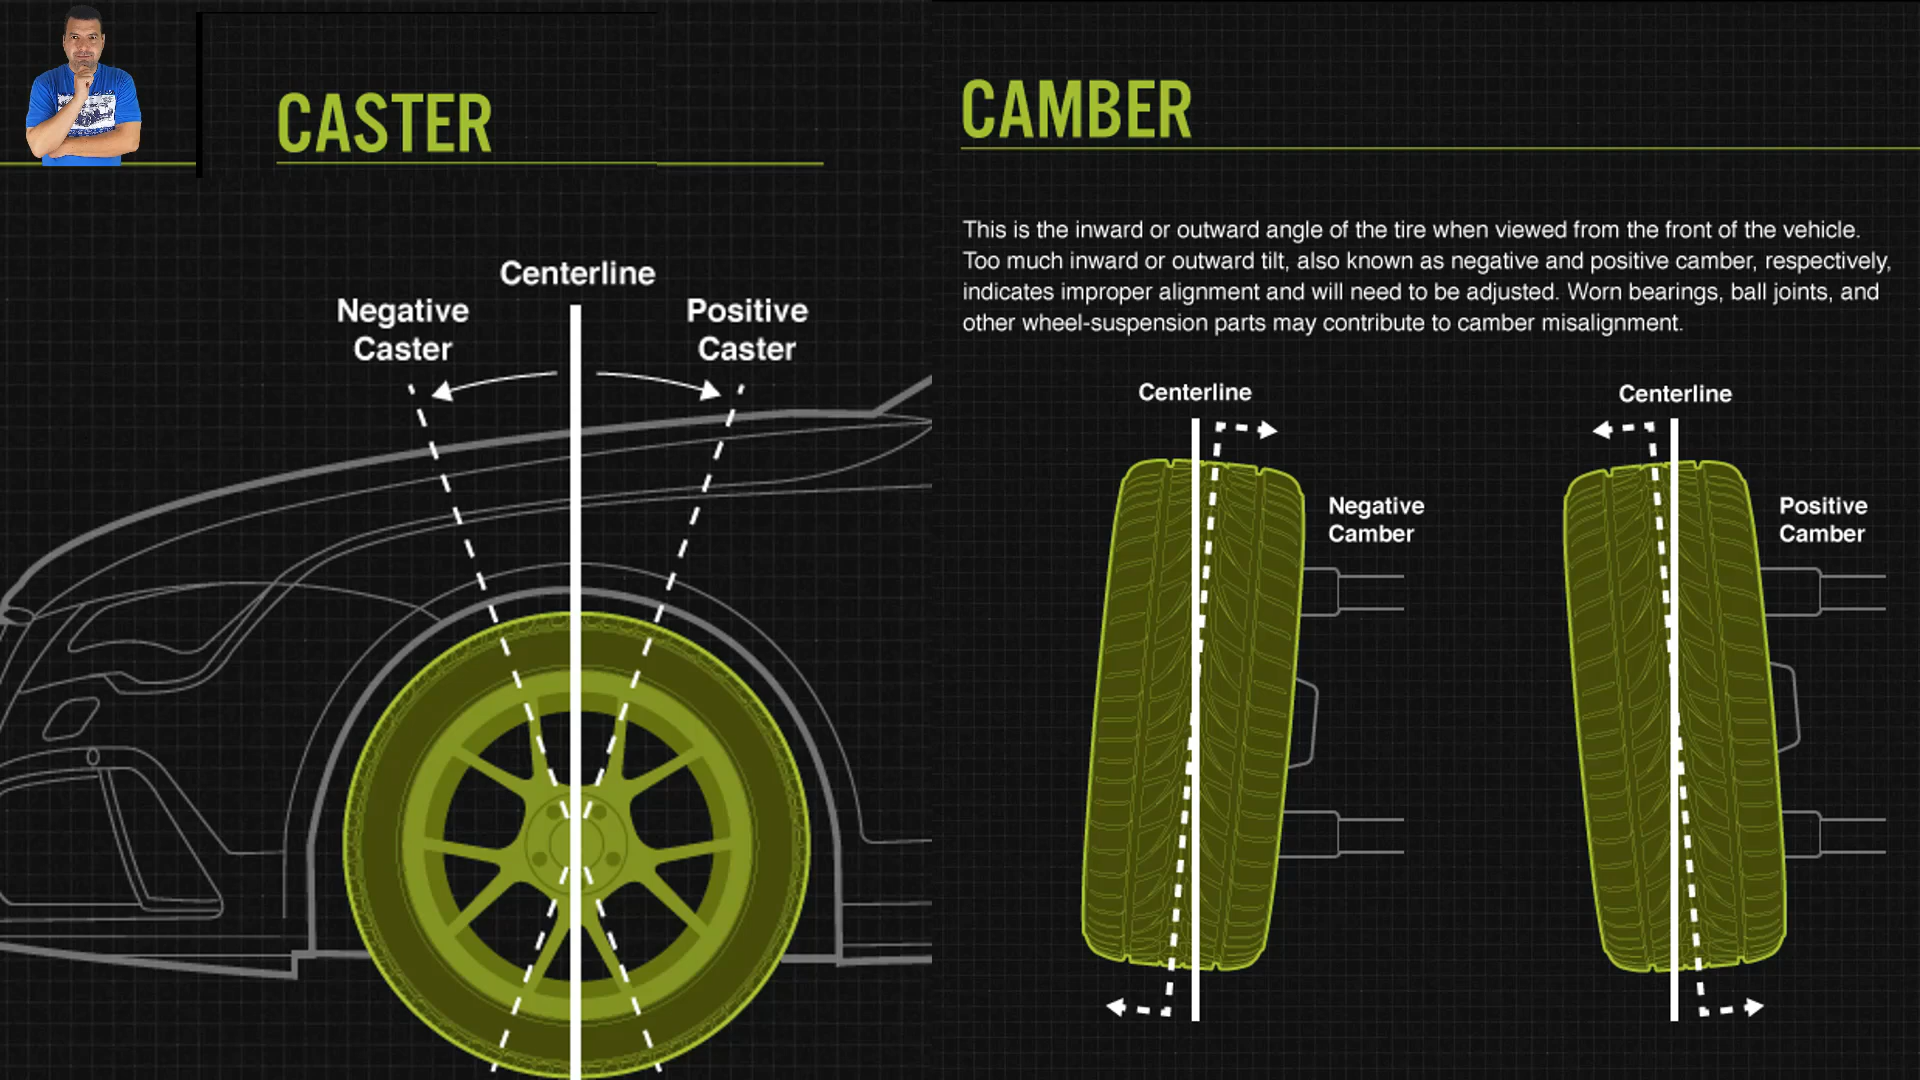 CASTER
Centerline
Negative
Caster
Positive
Caster
CAMBER
This is the inward or outward angle of the tire when viewed from the front of the vehicle.
Too much inward or outward tilt, also known as negative and positive camber, respectively,
indicates improper alignment and will need to be adjusted. Worn bearings, ball joints, and
other wheel-suspension parts may contribute to camber misalignment.
Centerline
Negative
Camber
Centerline
Positive
Camber